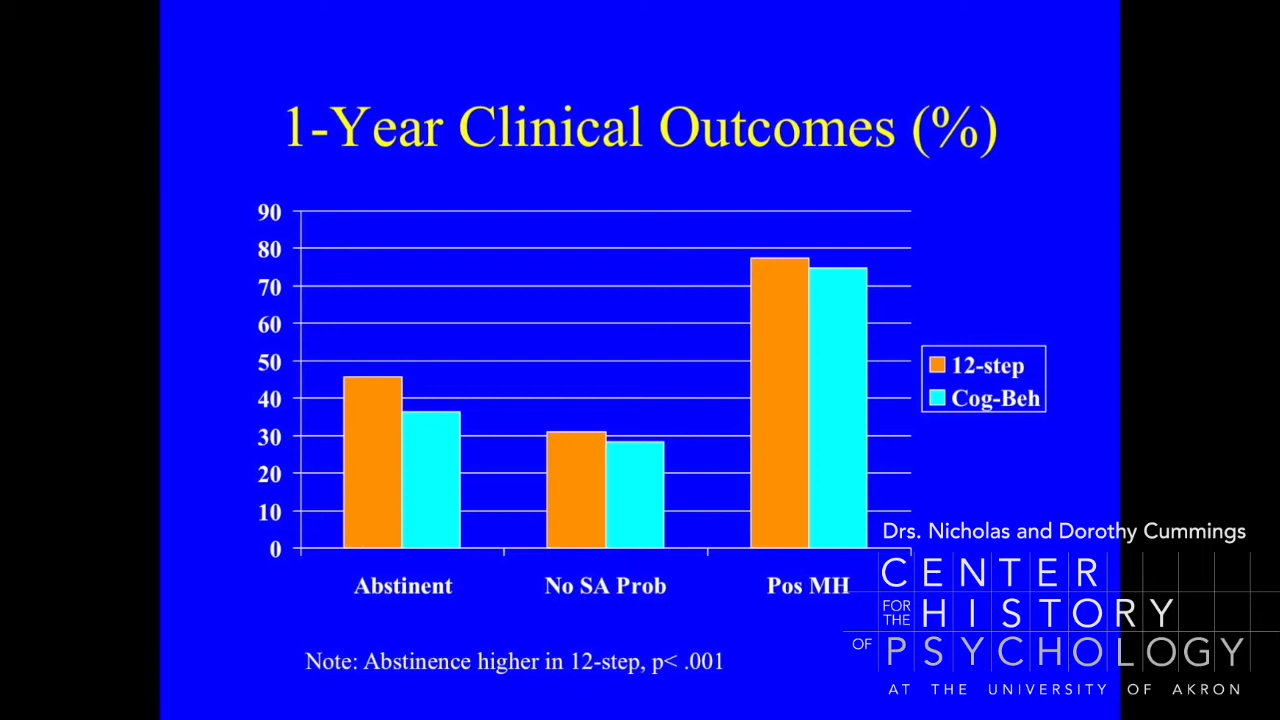 1-Year Clinical Outcomes (%)
90
80
70
60
50
40
30
20
10
0
12-step
Cog-Beh
Abstinent
No SA Prob
Pos MH
Note: Abstinence higher in 12-step, p< .001
Drs. Nicholas and Dorothy Cummings
CENTER
FOR THE HISTORY
OF PSYCHOLOGY
AT THE UNIVERSITY OF AKRON